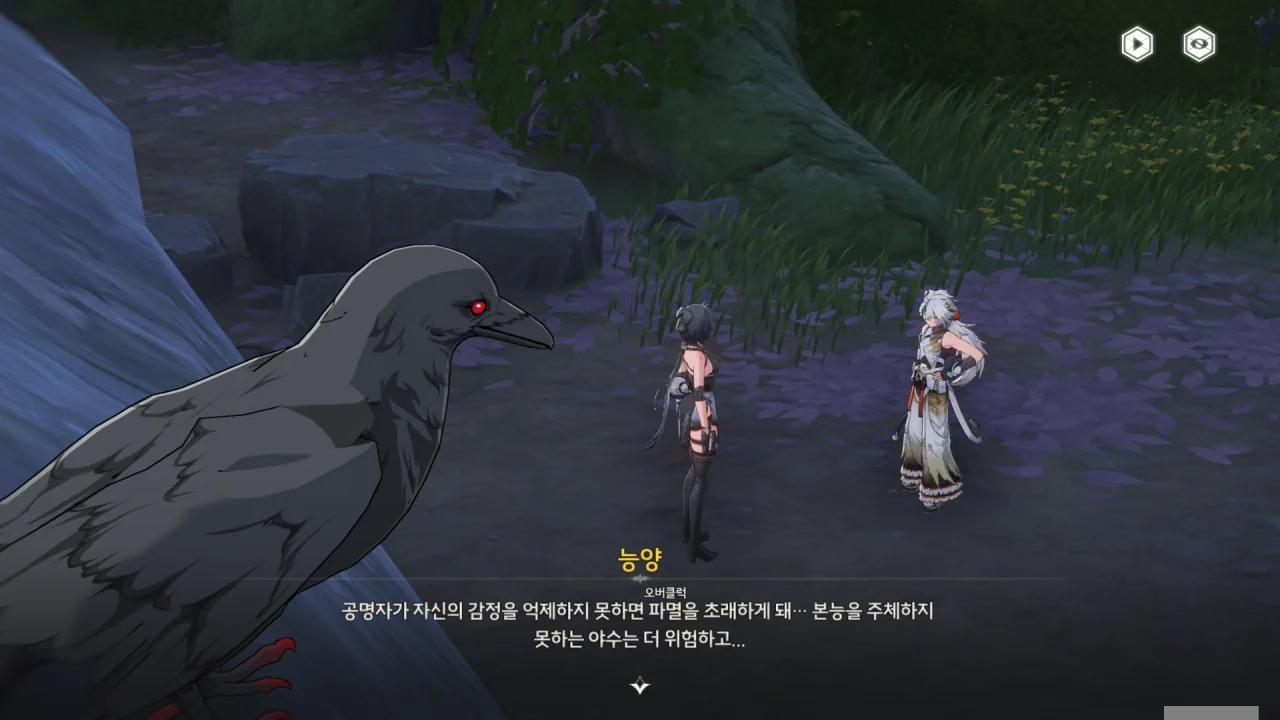 능양
오버클럭
공명자가 자신의 감정을 억제하지 못하면 파멸을 초래하게 돼… 본능을 주체하지
못하는 야수는 더 위험하고...